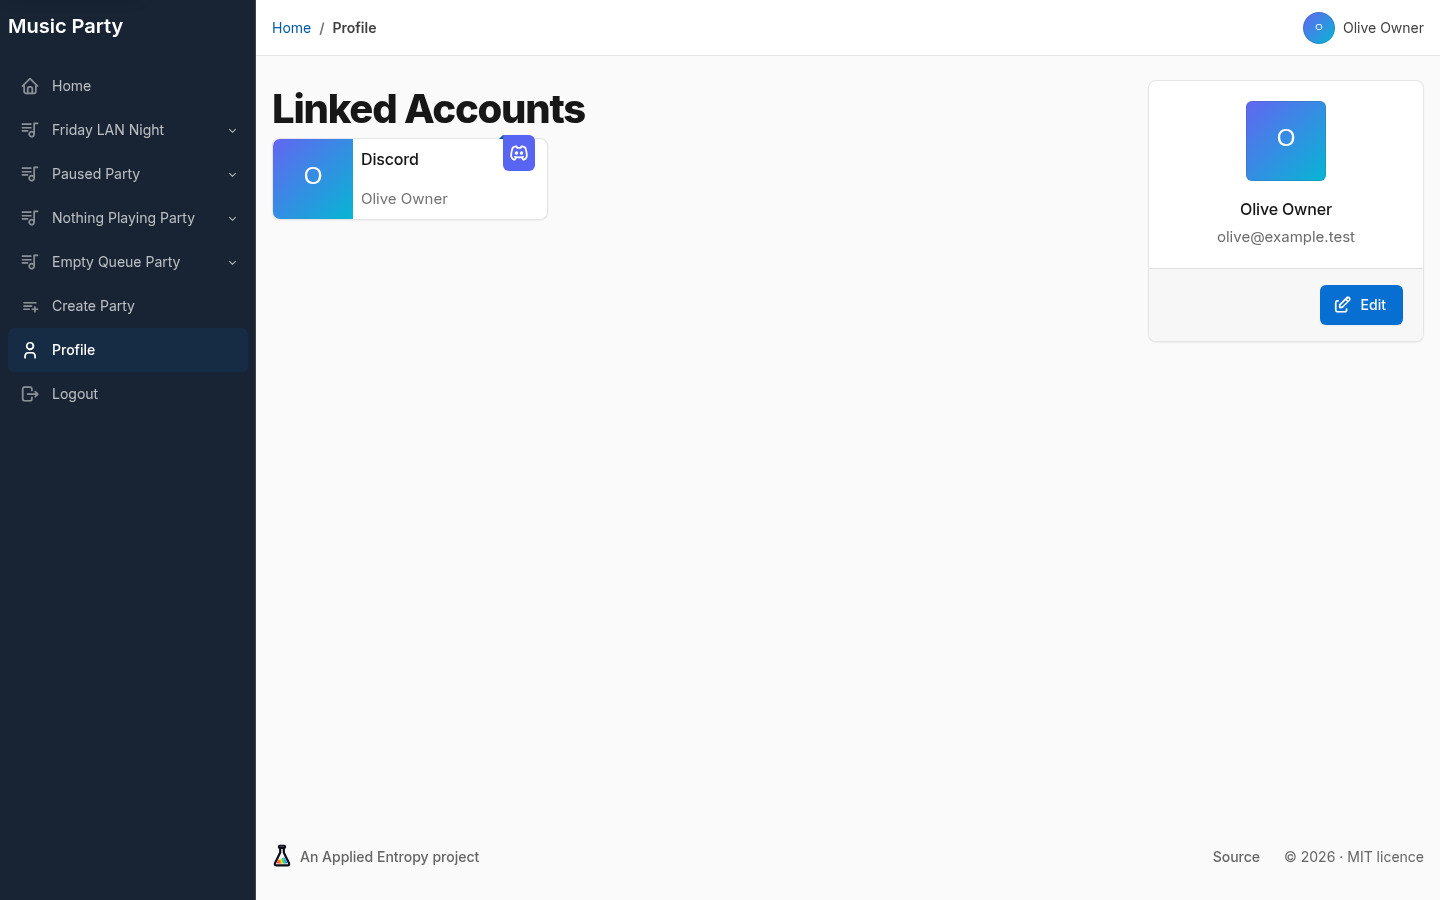 Music Party
Home
Friday LAN Night
Paused Party
Nothing Playing Party
Empty Queue Party
Create Party
Profile
Logout
Home / Profile
O Olive Owner
Linked Accounts
O
Discord
Olive Owner
O
Olive Owner
olive@example.test
Edit
An Applied Entropy project
Source © 2026 · MIT licence